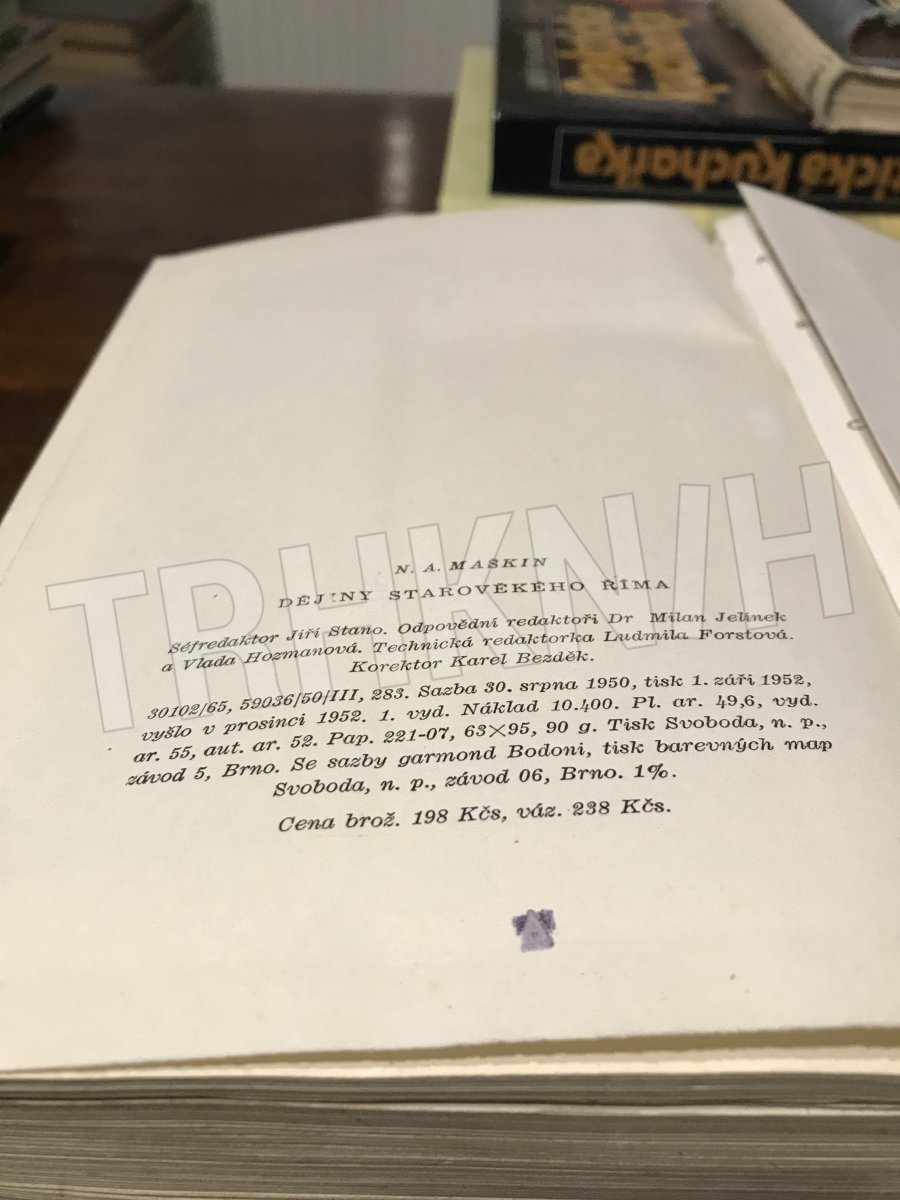 tická kuchařka
N. A. MAŠKIN
DĚJINY STAROVĚKÉHO ŘÍMA
Šéfredaktor Jiří Stano. Odpovědní redaktoři Dr Milan Jelínek
a Vlada Hozmanová. Technická redaktorka Ludmila Forstová.
Korektor Karel Bezděk.
30102/65, 59036/50/III, 283. Sazba 30. srpna 1950, tisk 1. září 1952,
vyšlo v prosinci 1952. 1. vyd. Náklad 10.400. Pl. ar. 49,6, vyd.
ar. 55, aut. ar. 52. Pap. 221-07, 63×95, 90 g. Tisk Svoboda, n. p.,
závod 5, Brno. Se sazby garmond Bodoni, tisk barevných map
Svoboda, n. p., závod 06, Brno. 1%.
Cena brož. 198 Kčs, váz. 238 Kčs.
TRHKN/H